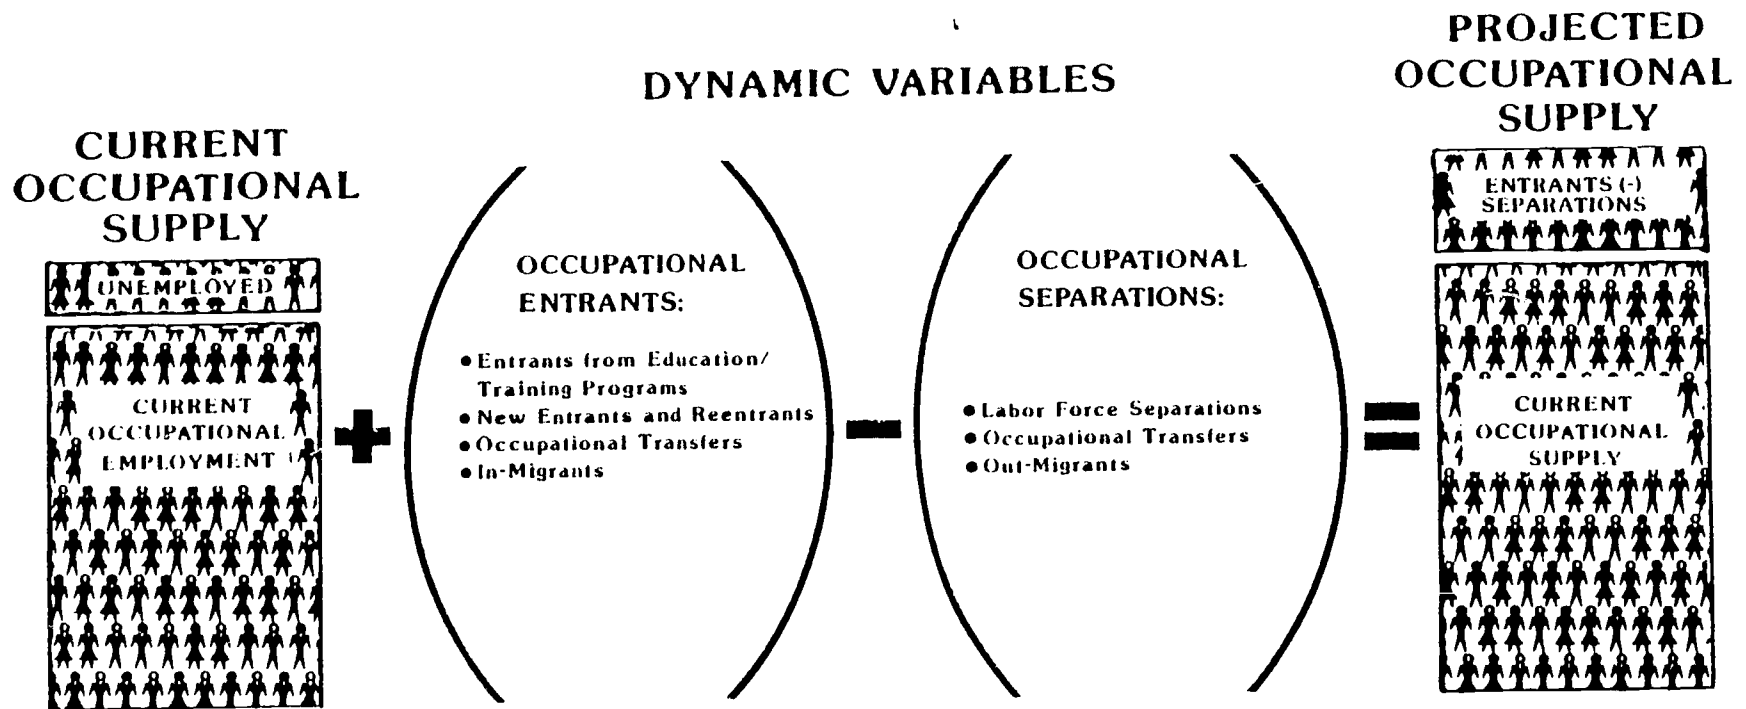 DYNAMIC VARIABLES
CURRENT
OCCUPATIONAL
SUPPLY
UNEMPLOYED
CURRENT
OCCUPATIONAL
EMPLOYMENT
OCCUPATIONAL
ENTRANTS:
● Entrants from Education/
Training Programs
● New Entrants and Reentrants
● Occupational Transfers
● In-Migrants
OCCUPATIONAL
SEPARATIONS:
● Labor Force Separations
● Occupational Transfers
● Out-Migrants
PROJECTED
OCCUPATIONAL
SUPPLY
ENTRANTS (-)
SEPARATIONS
CURRENT
OCCUPATIONAL
SUPPLY